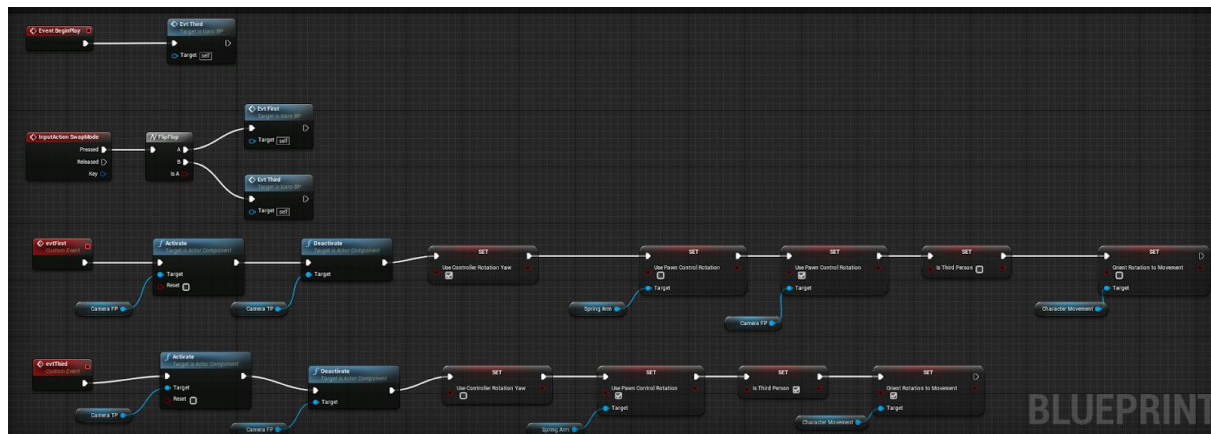 Event BeginPlay
Evt Third
Target is
BP
Target self
Evt First
Target is
BP
Target self
InputAction SwapMode
Pressed
Released
Key
FlipFlop
A
B
Is A
Evt Third
Target is
BP
Target self
evtFirst
Custom Event
Activate
Target is Actor Component
Target
Reset
Camera FP
Deactivate
Target is Actor Component
Target
Camera TP
SET
Use Controller Rotation Yaw
SET
Use Pawn Control Rotation
Target
Spring Arm
SET
Use Pawn Control Rotation
Target
Camera FP
SET
Is Third Person
SET
Orient Rotation to Movement
Target
Character Movement
evtThird
Custom Event
Activate
Target is Actor Component
Target
Reset
Camera TP
Deactivate
Target is Actor Component
Target
Camera FP
SET
Use Controller Rotation Yaw
SET
Use Pawn Control Rotation
Target
Spring Arm
SET
Is Third Person
SET
Orient Rotation to Movement
Target
Character Movement
BLUEPRINT